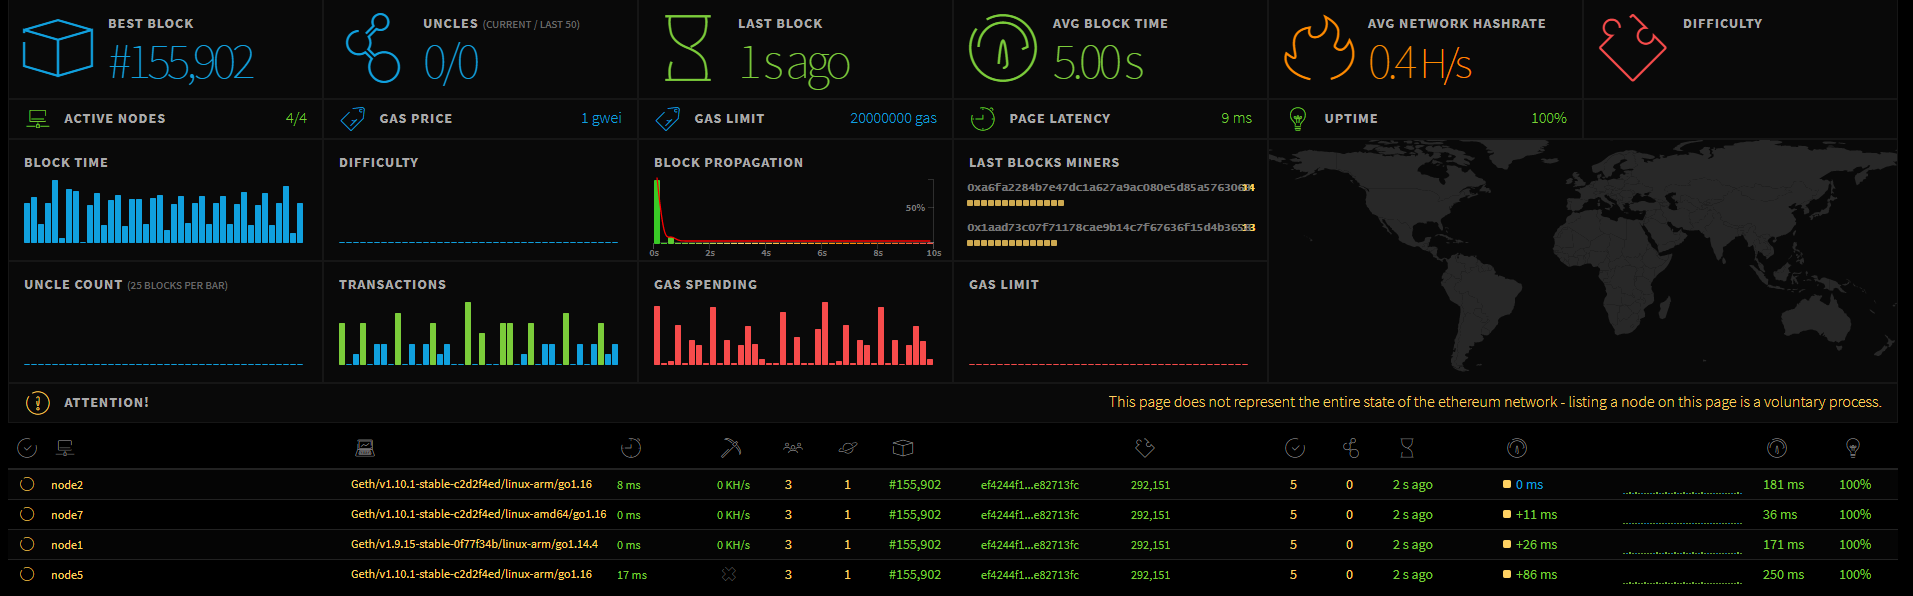 BEST BLOCK
#155,902
UNCLES (CURRENT / LAST 50)
0/0
LAST BLOCK
1 s ago
AVG BLOCK TIME
5.00 s
AVG NETWORK HASHRATE
0.4 H/s
DIFFICULTY
ACTIVE NODES 4/4
GAS PRICE 1 gwei
GAS LIMIT 20000000 gas
PAGE LATENCY 9 ms
UPTIME 100%
BLOCK TIME
DIFFICULTY
BLOCK PROPAGATION
50%
0s 2s 4s 6s 8s 10s
LAST BLOCKS MINERS
14
13
UNCLE COUNT (25 BLOCKS PER BAR)
TRANSACTIONS
GAS SPENDING
GAS LIMIT
ATTENTION!
This page does not represent the entire state of the ethereum network - listing a node on this page is a voluntary process.
node2 Geth/v1.10.1-stable-c2d2f4ed/linux-arm/go1.16 8 ms 0 KH/s 3 1 #155,902 ef4244f1...e82713fc 292,151 5 0 2 s ago 0 ms 181 ms 100%
node7 Geth/v1.10.1-stable-c2d2f4ed/linux-amd64/go1.16 0 ms 0 KH/s 3 1 #155,902 ef4244f1...e82713fc 292,151 5 0 2 s ago +11 ms 36 ms 100%
node1 Geth/v1.9.15-stable-0f77f34b/linux-arm/go1.14.4 0 ms 0 KH/s 3 1 #155,902 ef4244f1...e82713fc 292,151 5 0 2 s ago +26 ms 171 ms 100%
node5 Geth/v1.10.1-stable-c2d2f4ed/linux-arm/go1.16 17 ms 3 1 #155,902 ef4244f1...e82713fc 292,151 5 0 2 s ago +86 ms 250 ms 100%